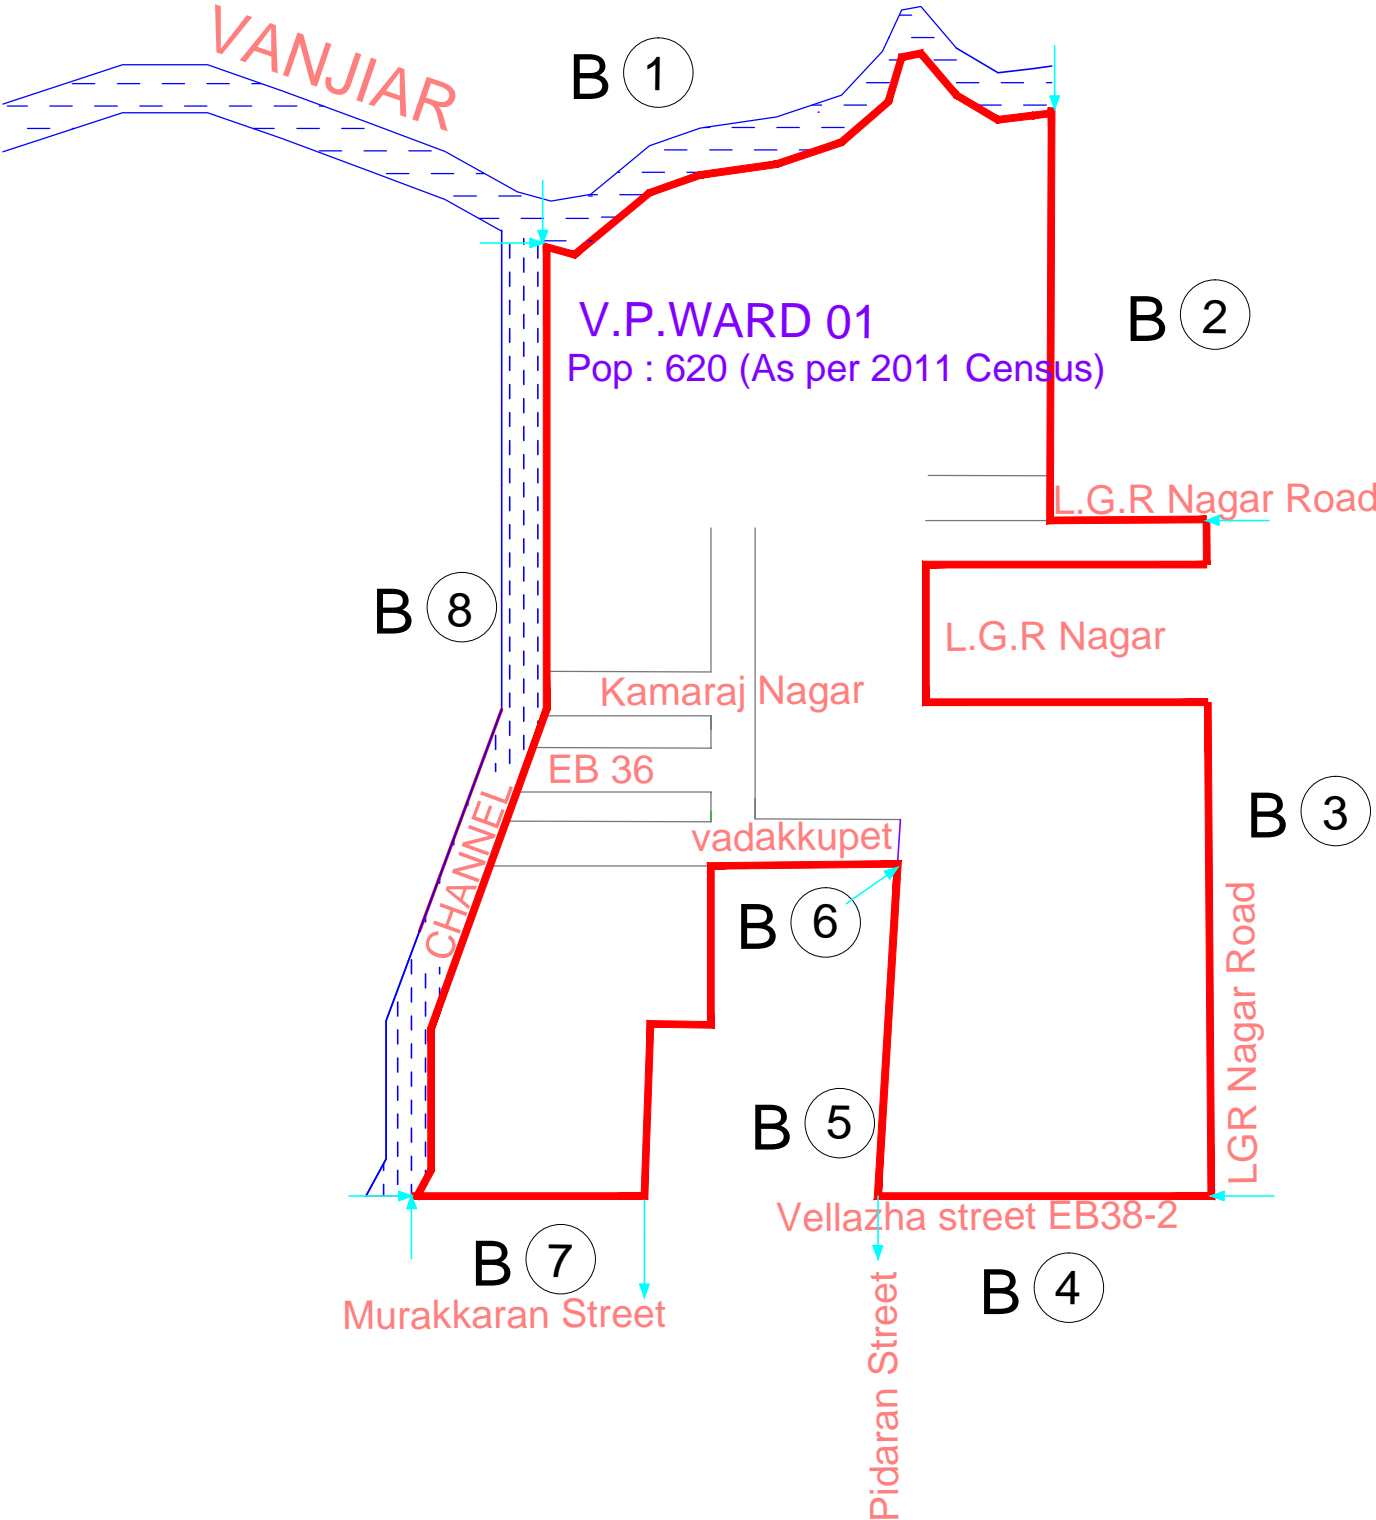 VANJIAR
B 1
B 2
V.P.WARD 01
Pop : 620 (As per 2011 Census)
L.G.R Nagar Road
B 8
L.G.R Nagar
Kamaraj Nagar
EB 36
CHANNEL
B 3
vadakkupet
B 6
LGR Nagar Road
B 5
Vellazha street EB38-2
B 7
B 4
Murakkaran Street
Pidaran Street